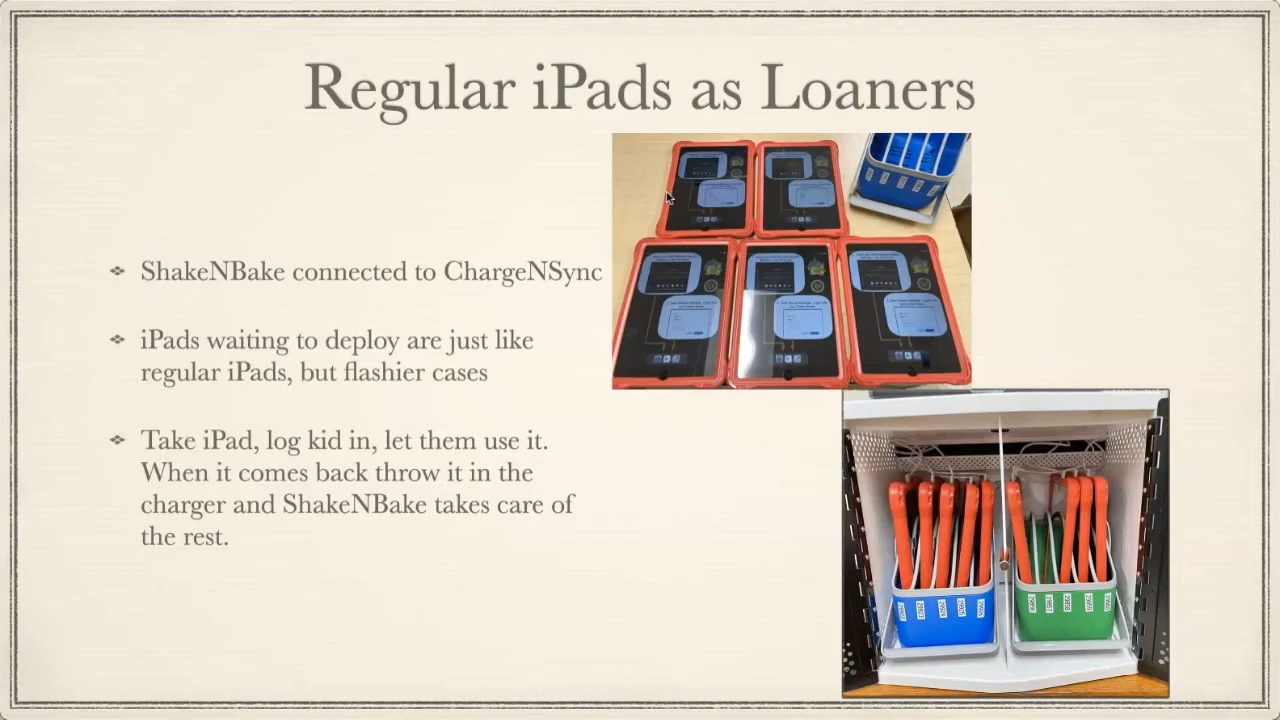 Regular iPads as Loaners
ShakeNBake connected to ChargeNSync
iPads waiting to deploy are just like
regular iPads, but flashier cases
Take iPad, log kid in, let them use it.
When it comes back throw it in the
charger and ShakeNBake takes care of
the rest.